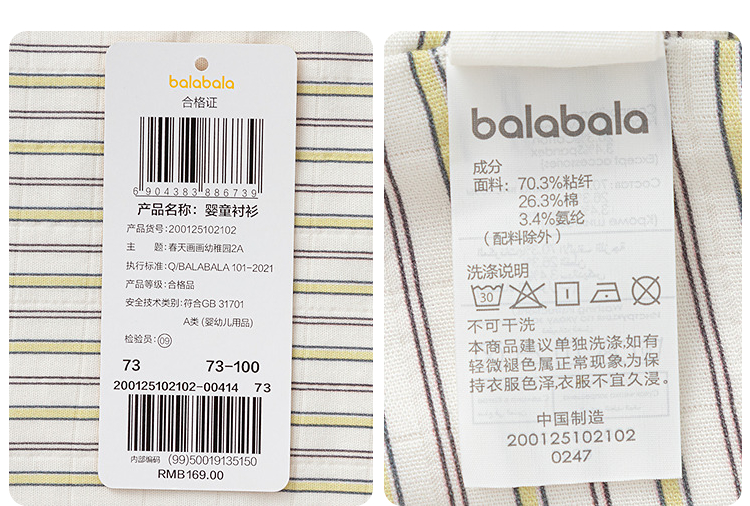 balabala
合格证
6 904383 886739
产品名称：婴童衬衫
产品货号：200125102102
主 题：春天画画幼稚园2A
执行标准：Q/BALABALA 101-2021
产品等级：合格品
安全技术类别：符合GB 31701
A类 (婴幼儿用品)
检验员：09
73 73-100
200125102102-00414 73
内部编码 (99)50019135150
RMB169.00
balabala
成分
面料：70.3%粘纤
26.3%棉
3.4%氨纶
（配料除外）
洗涤说明
30
不可干洗
本商品建议单独洗涤,如有
轻微褪色属正常现象,为保
持衣服色泽,衣服不宜久浸。
中国制造
200125102102
0247